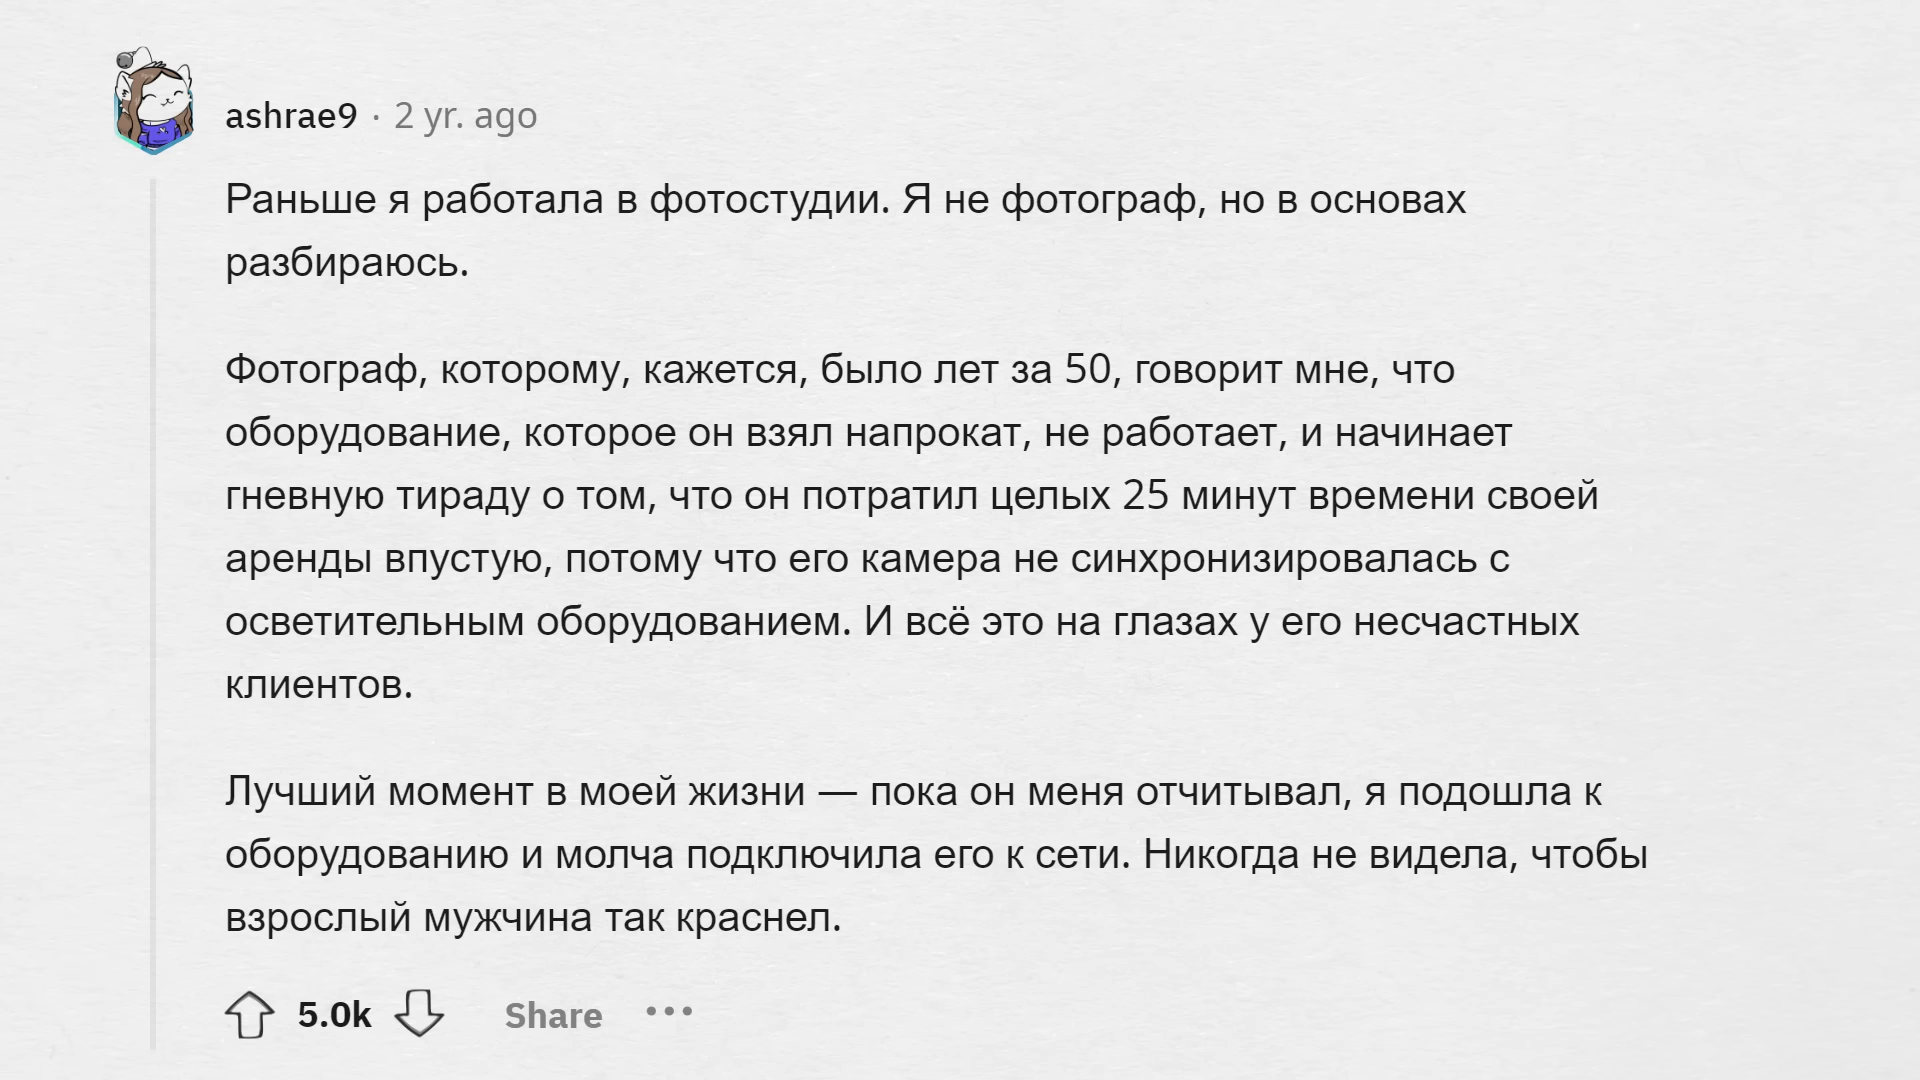 ashrae9 · 2 yr. ago
Раньше я работала в фотостудии. Я не фотограф, но в основах
разбираюсь.
Фотограф, которому, кажется, было лет за 50, говорит мне, что
оборудование, которое он взял напрокат, не работает, и начинает
гневную тираду о том, что он потратил целых 25 минут времени своей
аренды впустую, потому что его камера не синхронизировалась с
осветительным оборудованием. И всё это на глазах у его несчастных
клиентов.
Лучший момент в моей жизни — пока он меня отчитывал, я подошла к
оборудованию и молча подключила его к сети. Никогда не видела, чтобы
взрослый мужчина так краснел.
5.0k Share •••